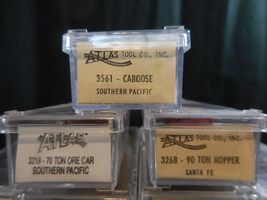 ATLAS TOOL CO., INC.
3561 - CABOOSE
SOUTHERN PACIFIC
ATLAS
3218 - 70 TON ORE CAR
SOUTHERN PACIFIC
ATLAS TOOL CO., INC.
3268 - 90 TON HOPPER
SANTA FE